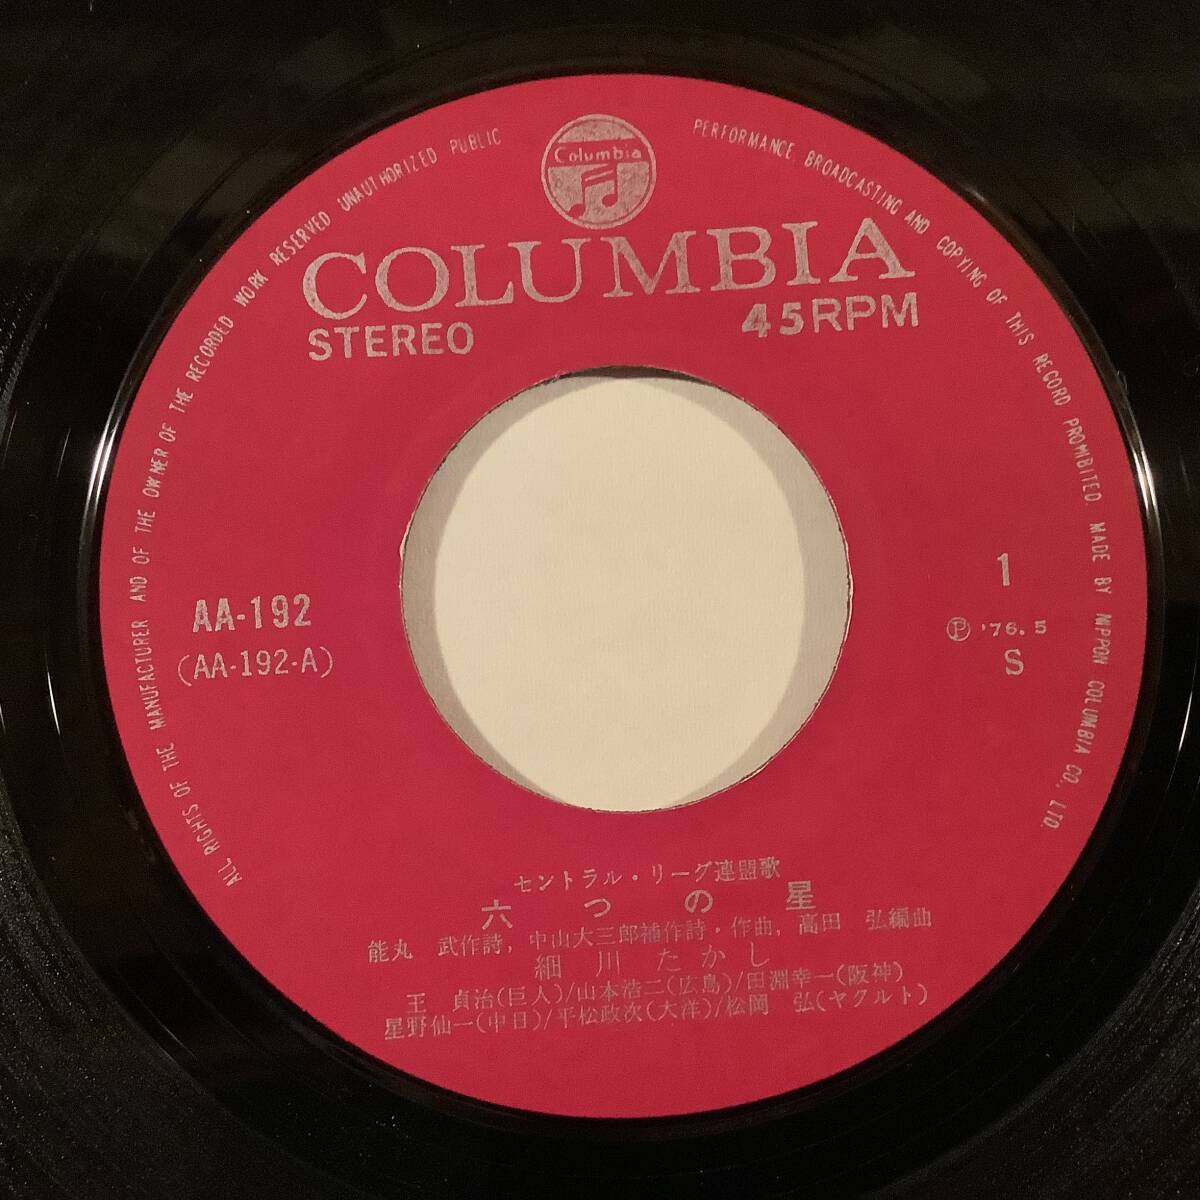 Columbia
COLUMBIA
STEREO 45RPM
AA-192
(AA-192-A)
1
Ⓟ '76.5
S
セントラル・リーグ連盟歌
六つの星
能丸 武作詩, 中山大三郎補作詩・作曲, 高田 弘編曲
細川たかし
王 貞治(巨人)/山本浩二(広島)/田淵幸一(阪神)
星野仙一(中日)/平松政次(大洋)/松岡 弘(ヤクルト)
ALL RIGHTS OF THE MANUFACTURER AND OF THE OWNER OF THE RECORDED WORK RESERVED UNAUTHORIZED PUBLIC PERFORMANCE, BROADCASTING AND COPYING OF THIS RECORD PROHIBITED. MADE BY NIPPON COLUMBIA CO., LTD.